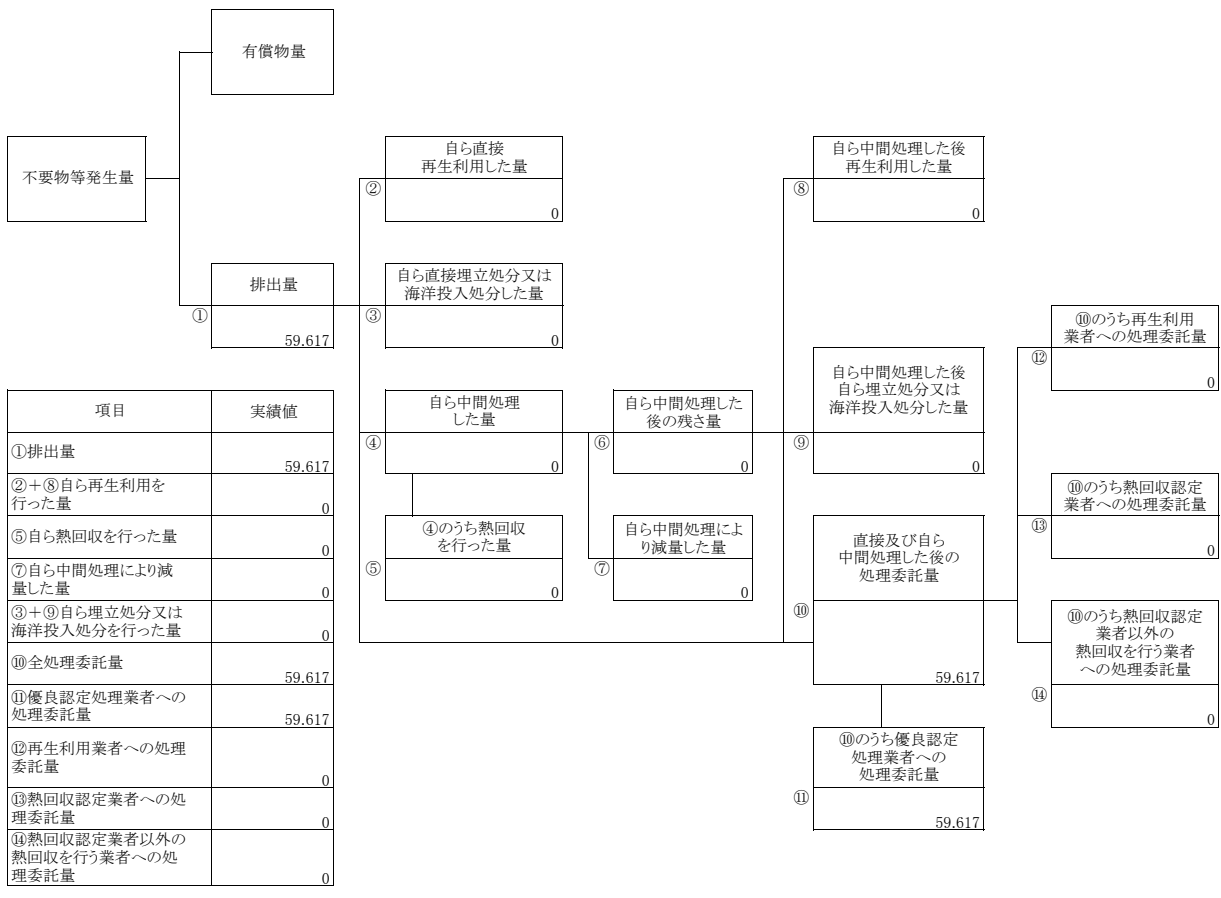 有償物量
不要物等発生量
排出量
①
59.617
自ら直接
再生利用した量
②
0
自ら直接埋立処分又は
海洋投入処分した量
③
0
自ら中間処理
した量
④
0
④のうち熱回収
を行った量
⑤
0
自ら中間処理した
後の残さ量
⑥
0
自ら中間処理によ
り減量した量
⑦
0
自ら中間処理した後
再生利用した量
⑧
0
自ら中間処理した後
自ら埋立処分又は
海洋投入処分した量
⑨
0
直接及び自ら
中間処理した後の
処理委託量
⑩
59.617
⑩のうち優良認定
処理業者への
処理委託量
⑪
59.617
⑩のうち再生利用
業者への処理委託量
⑫
0
⑩のうち熱回収認定
業者への処理委託量
⑬
0
⑩のうち熱回収認定
業者以外の
熱回収を行う業者
への処理委託量
⑭
0
項目 実績値
①排出量
59.617
②+⑧自ら再生利用を
行った量
0
⑤自ら熱回収を行った量
0
⑦自ら中間処理により減
量した量
0
③+⑨自ら埋立処分又は
海洋投入処分を行った量
0
⑩全処理委託量
59.617
⑪優良認定処理業者への
処理委託量
59.617
⑫再生利用業者への処理
委託量
0
⑬熱回収認定業者への処
理委託量
0
⑭熱回収認定業者以外の
熱回収を行う業者への処
理委託量
0